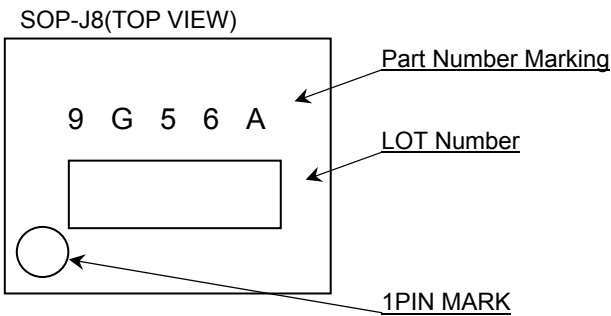 SOP-J8(TOP VIEW)
Part Number Marking
9 G 5 6 A
LOT Number
1PIN MARK